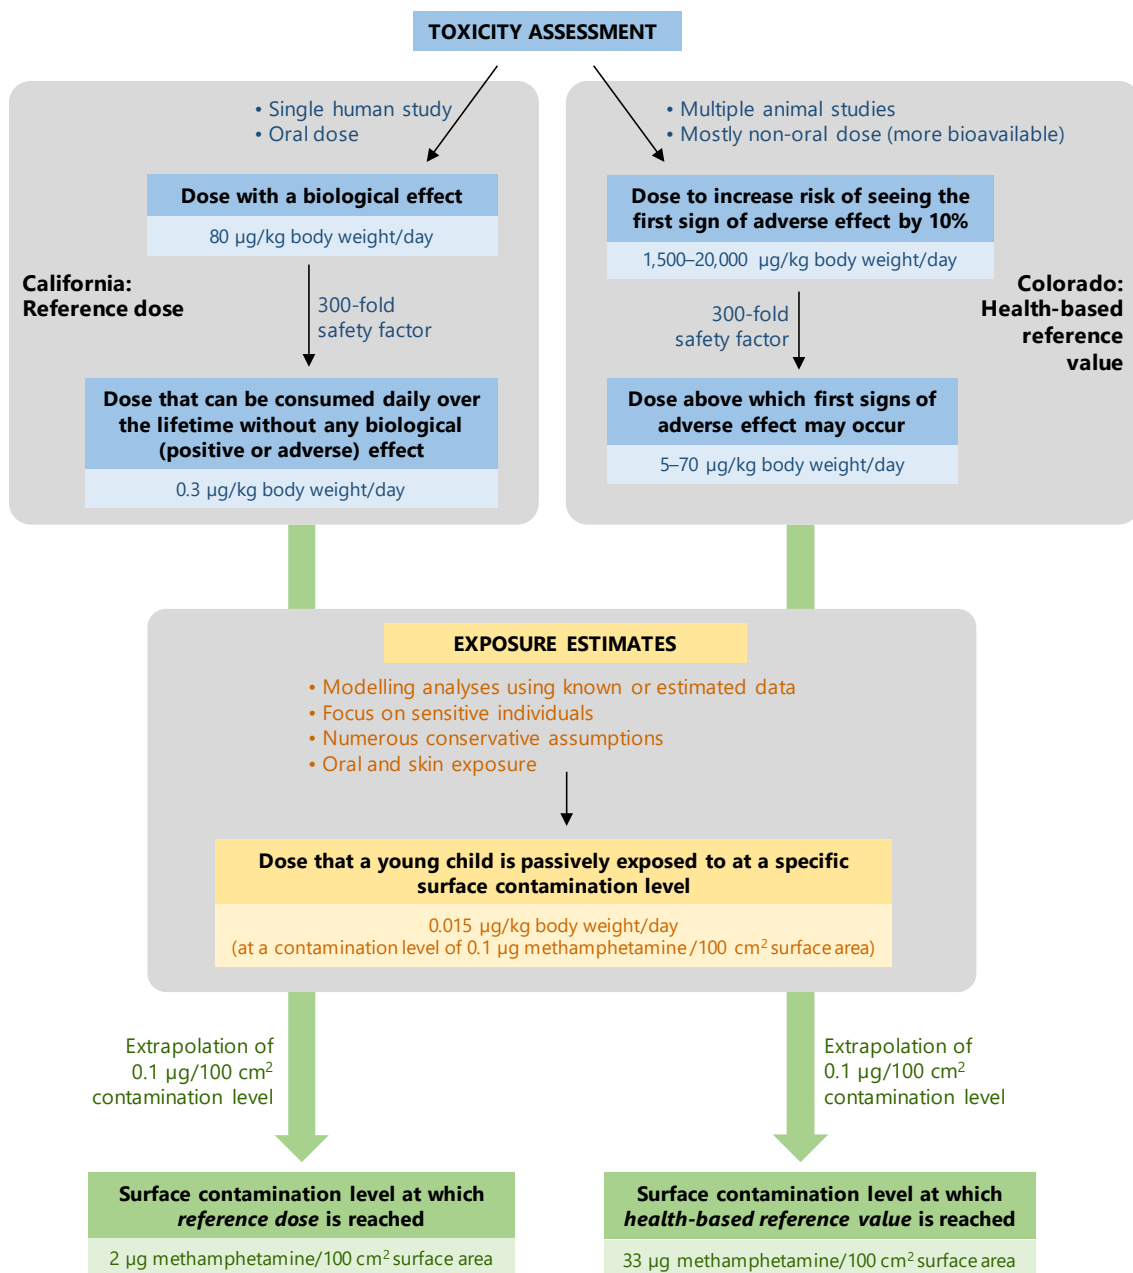 TOXICITY ASSESSMENT
• Single human study
• Oral dose
Dose with a biological effect
80 µg/kg body weight/day
California:
Reference dose
300-fold
safety factor
Dose that can be consumed daily over
the lifetime without any biological
(positive or adverse) effect
0.3 µg/kg body weight/day
• Multiple animal studies
• Mostly non-oral dose (more bioavailable)
Dose to increase risk of seeing the
first sign of adverse effect by 10%
1,500–20,000 µg/kg body weight/day
Colorado:
Health-based
reference
value
300-fold
safety factor
Dose above which first signs of
adverse effect may occur
5–70 µg/kg body weight/day
EXPOSURE ESTIMATES
• Modelling analyses using known or estimated data
• Focus on sensitive individuals
• Numerous conservative assumptions
• Oral and skin exposure
Dose that a young child is passively exposed to at a specific
surface contamination level
0.015 µg/kg body weight/day
(at a contamination level of 0.1 µg methamphetamine/100 cm² surface area)
Extrapolation of
0.1 µg/100 cm²
contamination level
Extrapolation of
0.1 µg/100 cm²
contamination level
Surface contamination level at which
reference dose is reached
2 µg methamphetamine/100 cm² surface area
Surface contamination level at which
health-based reference value is reached
33 µg methamphetamine/100 cm² surface area